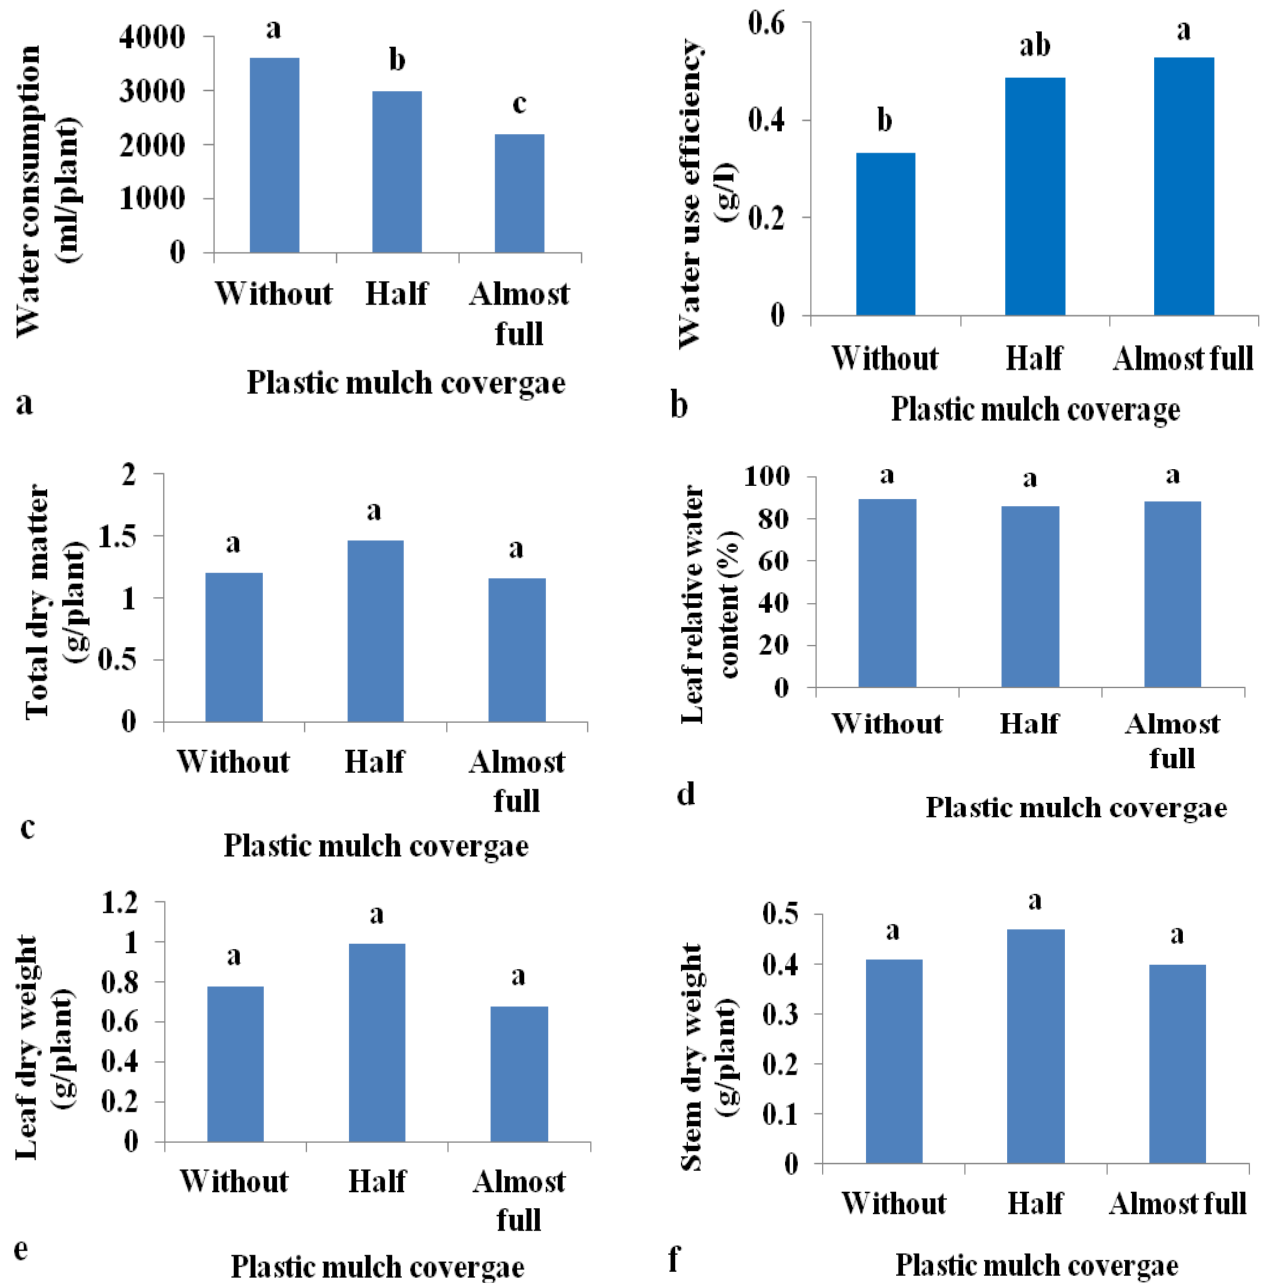 Water consumption
(ml/plant)
4000
3000
2000
1000
0
a
b
c
Without
Half
Almost
full
Plastic mulch covergae
a
Water use efficiency
(g/l)
0.6
0.4
0.2
0
b
ab
a
Without
Half
Almost full
Plastic mulch coverage
b
Total dry matter
(g/plant)
2
1.5
1
0.5
0
a
a
a
Without
Half
Almost
full
Plastic mulch covergae
c
Leaf relative water
content (%)
100
80
60
40
20
0
a
a
a
Without
Half
Almost
full
Plastic mulch covergae
d
Leaf dry weight
(g/plant)
1.2
1
0.8
0.6
0.4
0.2
0
a
a
a
Without
Half
Almost
full
Plastic mulch covergae
e
Stem dry weight
(g/plant)
0.5
0.4
0.3
0.2
0.1
0
a
a
a
Without
Half
Almost full
Plastic mulch covergae
f